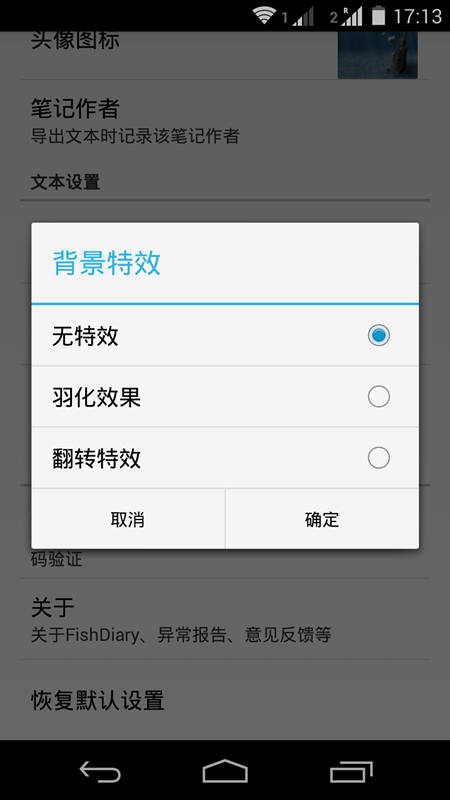 1 2 R 17:13
头像图标
笔记作者
导出文本时记录该笔记作者
文本设置
背景特效
无特效
羽化效果
翻转特效
取消 确定
码验证
关于
关于FishDiary、异常报告、意见反馈等
恢复默认设置